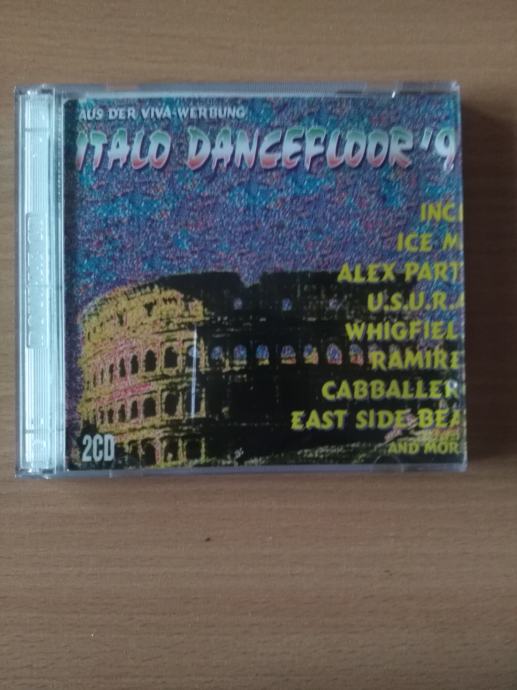 AUS DER VIVA-WERBUNG
ITALO DANCEFLOOR '9
INCL
ICE M
ALEX PART
U.S.U.R.A
WHIGFIEL
RAMIRE
CABBALLER
EAST SIDE BEA
AND MOR
2CD